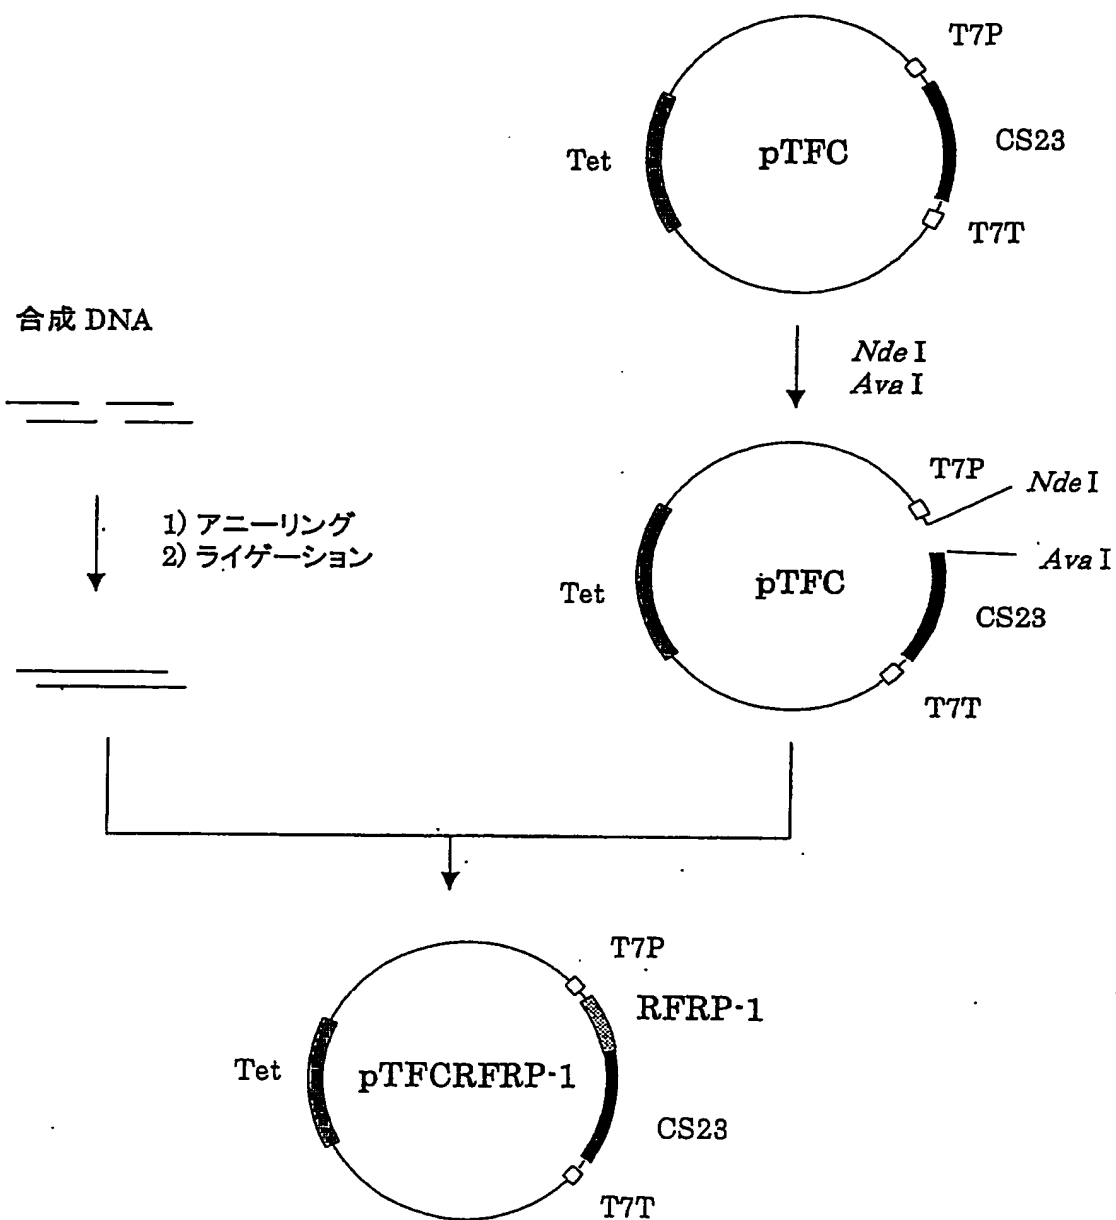 T7P
CS23
T7T
Tet
pTFC
合成 DNA
Nde I
Ava I
1) アニーリング
2) ライゲーション
T7P
Nde I
Ava I
CS23
T7T
Tet
pTFC
T7P
RFRP-1
CS23
T7T
Tet
pTFCRFRP-1